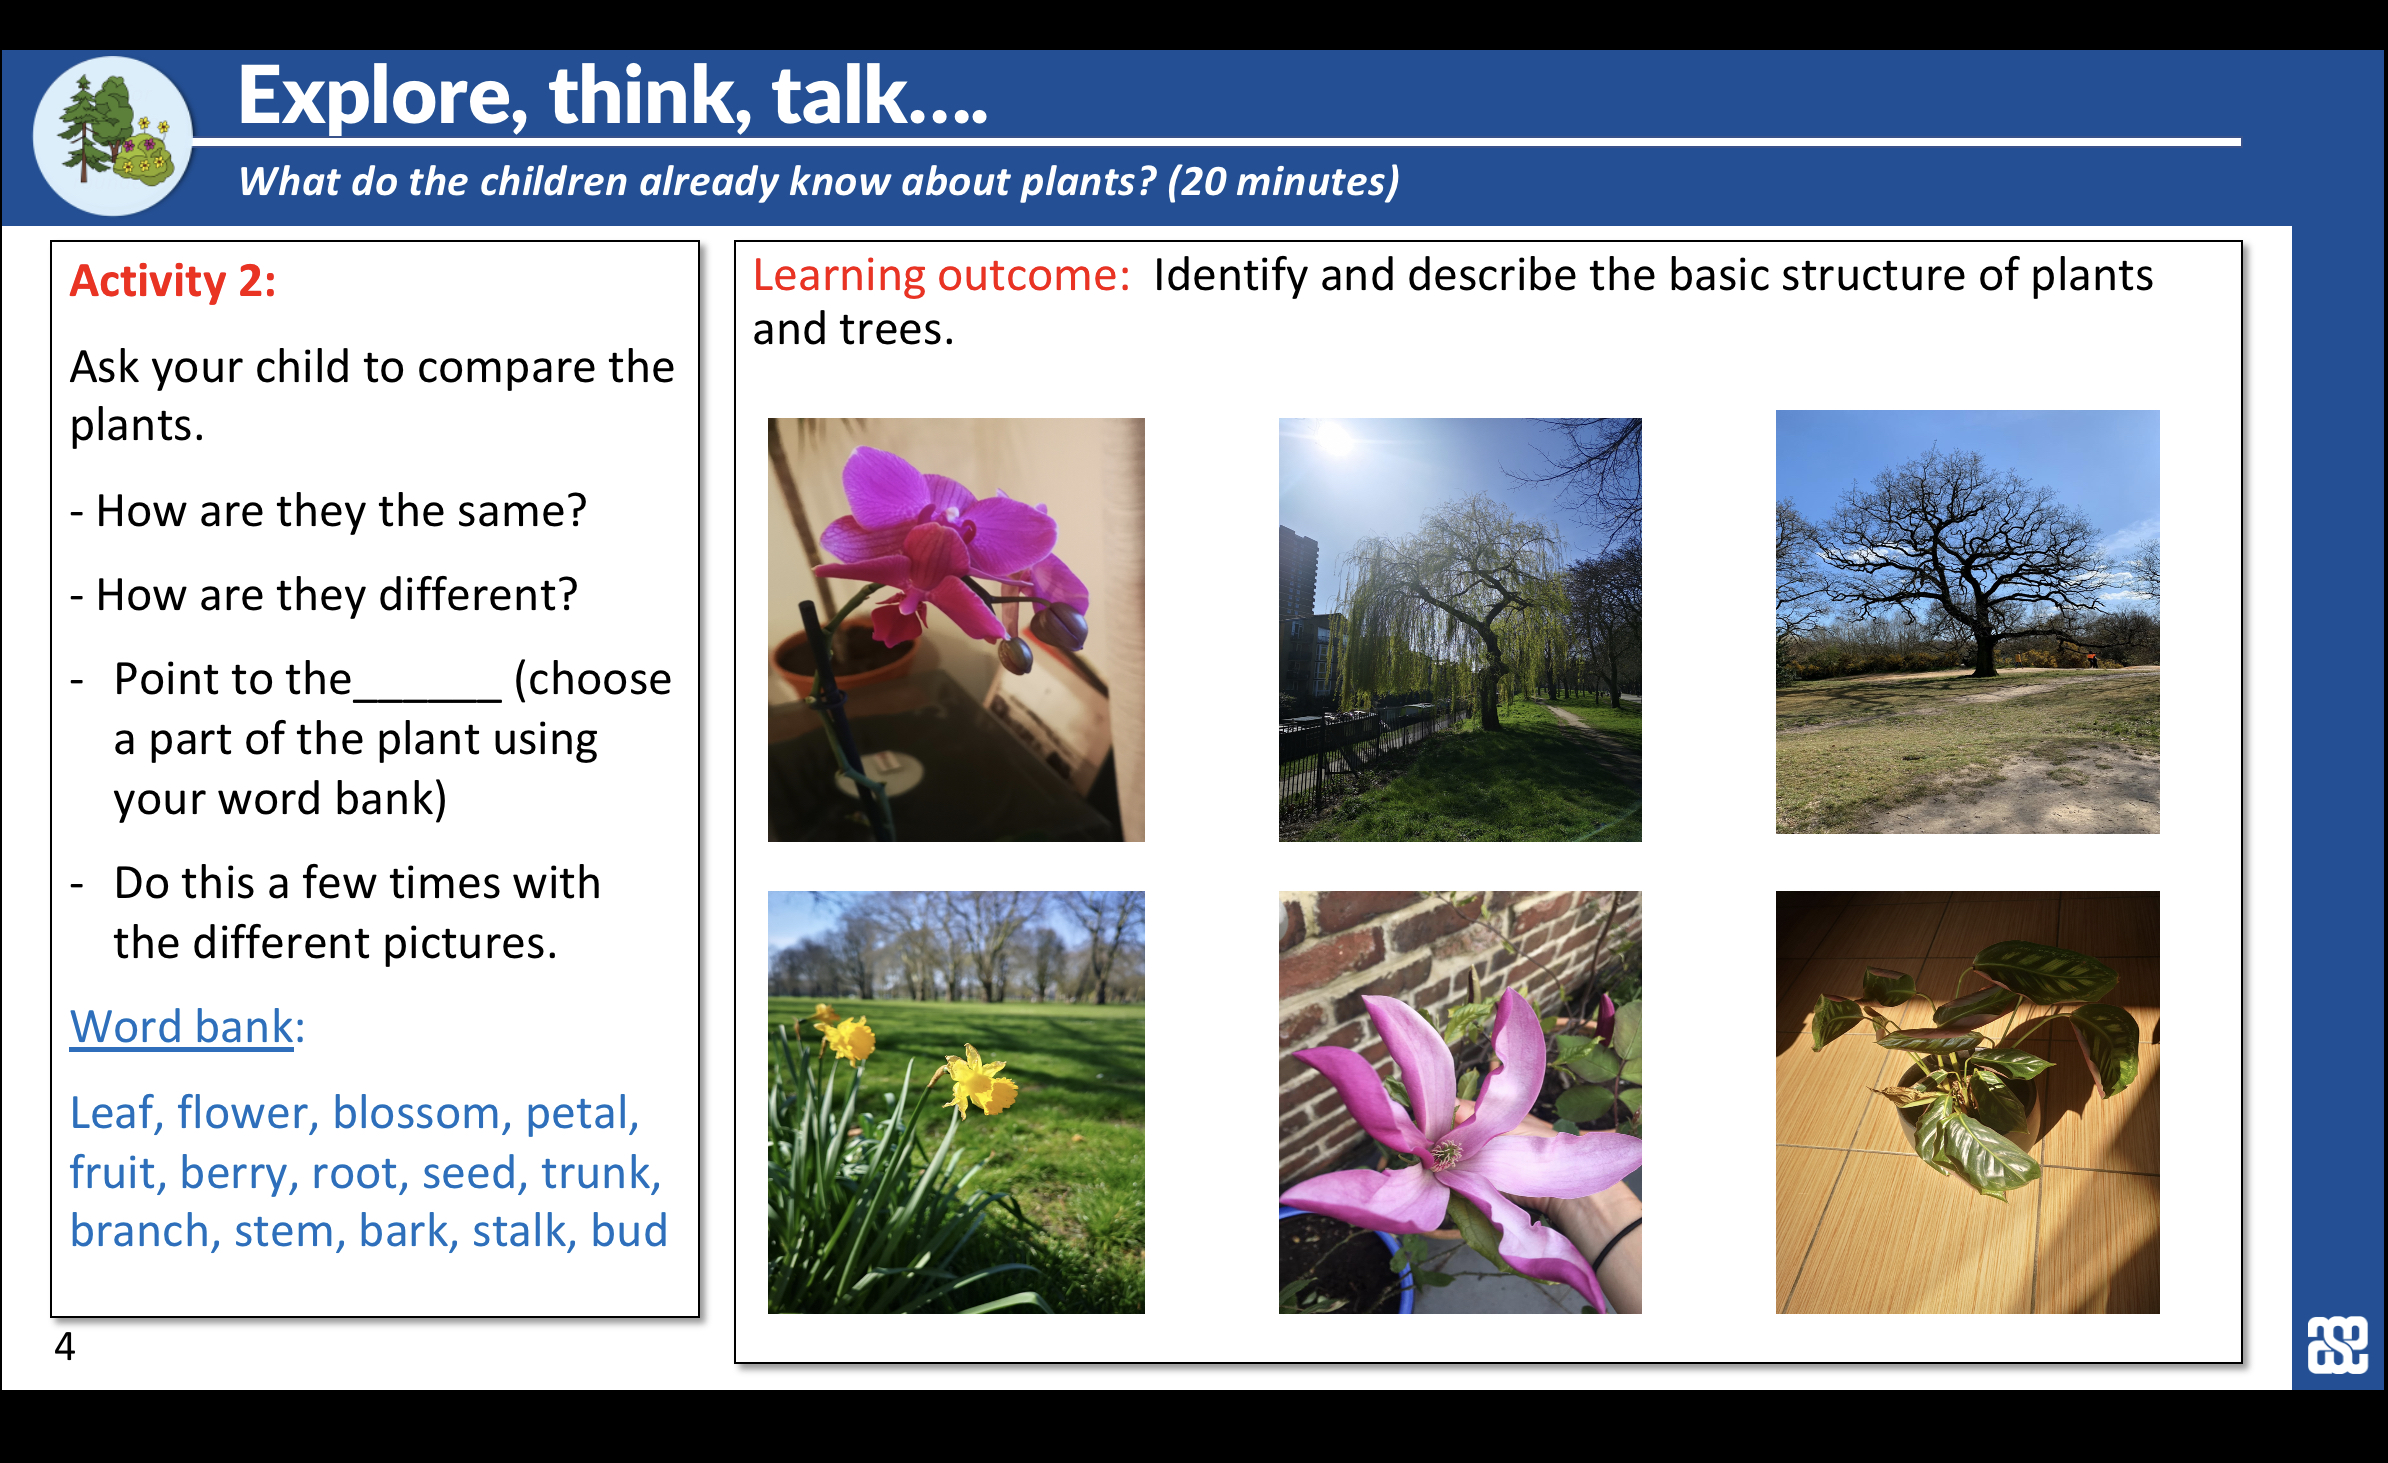 Explore, think, talk....
What do the children already know about plants? (20 minutes)
Activity 2:
Ask your child to compare the
plants.
- How are they the same?
- How are they different?
- Point to the______ (choose
a part of the plant using
your word bank)
- Do this a few times with
the different pictures.
Word bank:
Leaf, flower, blossom, petal,
fruit, berry, root, seed, trunk,
branch, stem, bark, stalk, bud
4
Learning outcome: Identify and describe the basic structure of plants
and trees.
ase